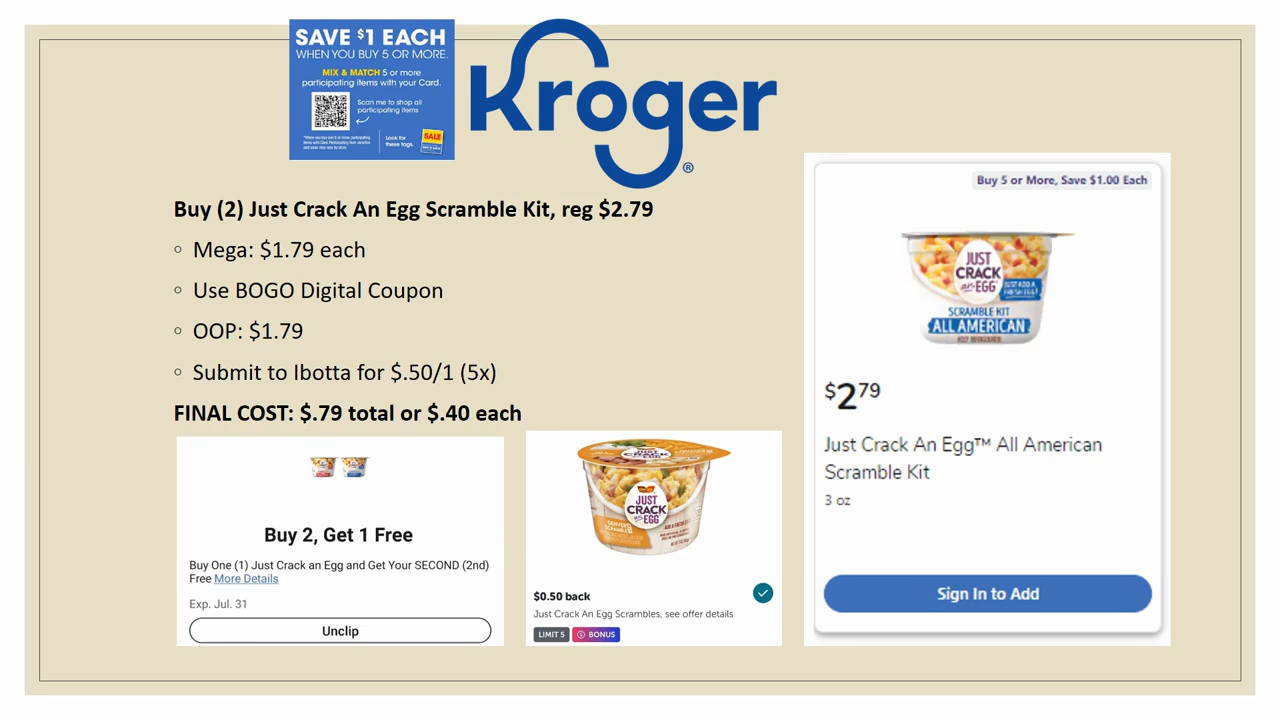 SAVE $1 EACH
WHEN YOU BUY 5 OR MORE.
MIX & MATCH 5 or more
participating items with your Card.
Scan me to shop all
participating items
Look for
these tags.
SALE
Kroger
®
Buy (2) Just Crack An Egg Scramble Kit, reg $2.79
◦ Mega: $1.79 each
◦ Use BOGO Digital Coupon
◦ OOP: $1.79
◦ Submit to Ibotta for $.50/1 (5x)
FINAL COST: $.79 total or $.40 each
Buy 2, Get 1 Free
Buy One (1) Just Crack an Egg and Get Your SECOND (2nd)
Free More Details
Exp. Jul. 31
Unclip
JUST
CRACK
an EGG
DENVER
SCRAMBLE
$0.50 back
Just Crack An Egg Scrambles, see offer details
LIMIT 5 BONUS
Buy 5 or More, Save $1.00 Each
JUST
CRACK
an EGG
JUST ADD A
FRESH EGG!
SCRAMBLE KIT
ALL AMERICAN
$2.79
Just Crack An Egg™ All American
Scramble Kit
3 oz
Sign In to Add